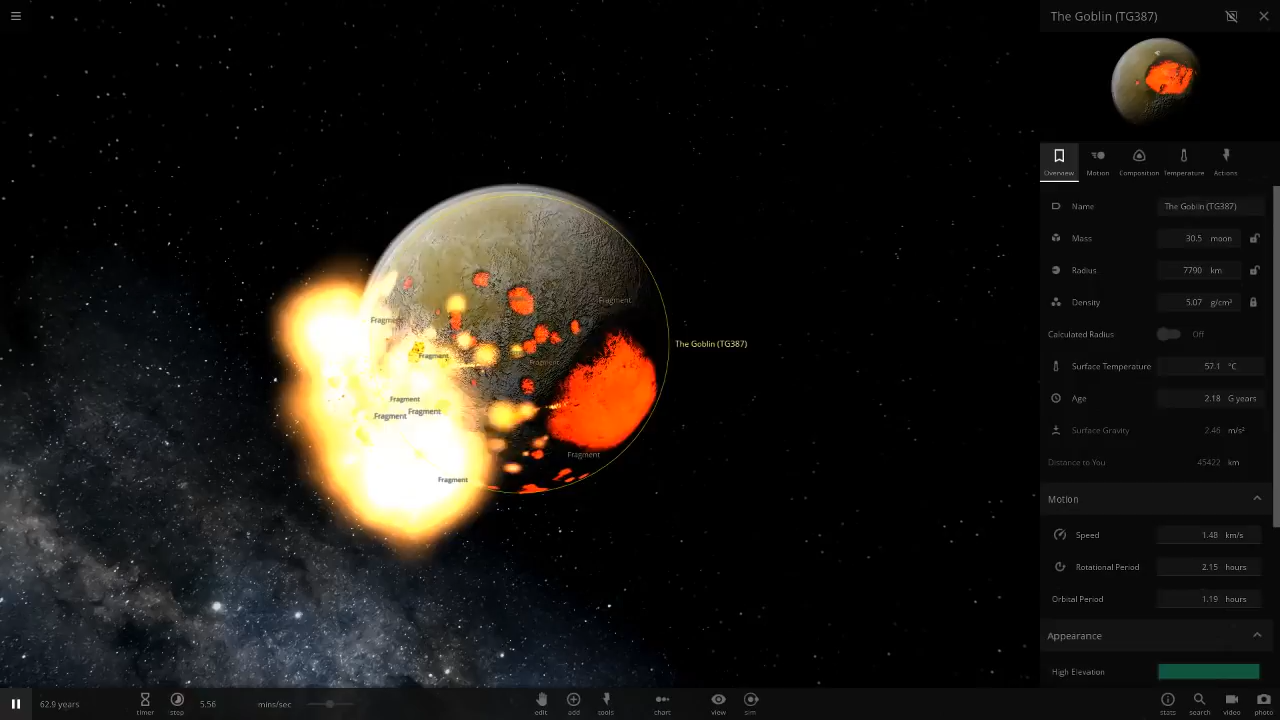 The Goblin (TG387)
Overview Motion Composition Temperature Actions
Name The Goblin (TG387)
Mass 30.5 moon
Radius 7790 km
Density 5.07 g/cm³
Calculated Radius Off
Surface Temperature 57.1 °C
Age 2.18 G years
Surface Gravity 2.46 m/s²
Distance to You 45422 km
Motion
Speed 1.48 km/s
Rotational Period 2.15 hours
Orbital Period 1.19 hours
Appearance
High Elevation
Fragment
Fragment
The Goblin (TG387)
Fragment
Fragment
Fragment
Fragment
Fragment
Fragment
Fragment
62.9 years
timer
step
5.56 mins/sec
edit
add
tools
chart
view
sim
stats
search
video
photo